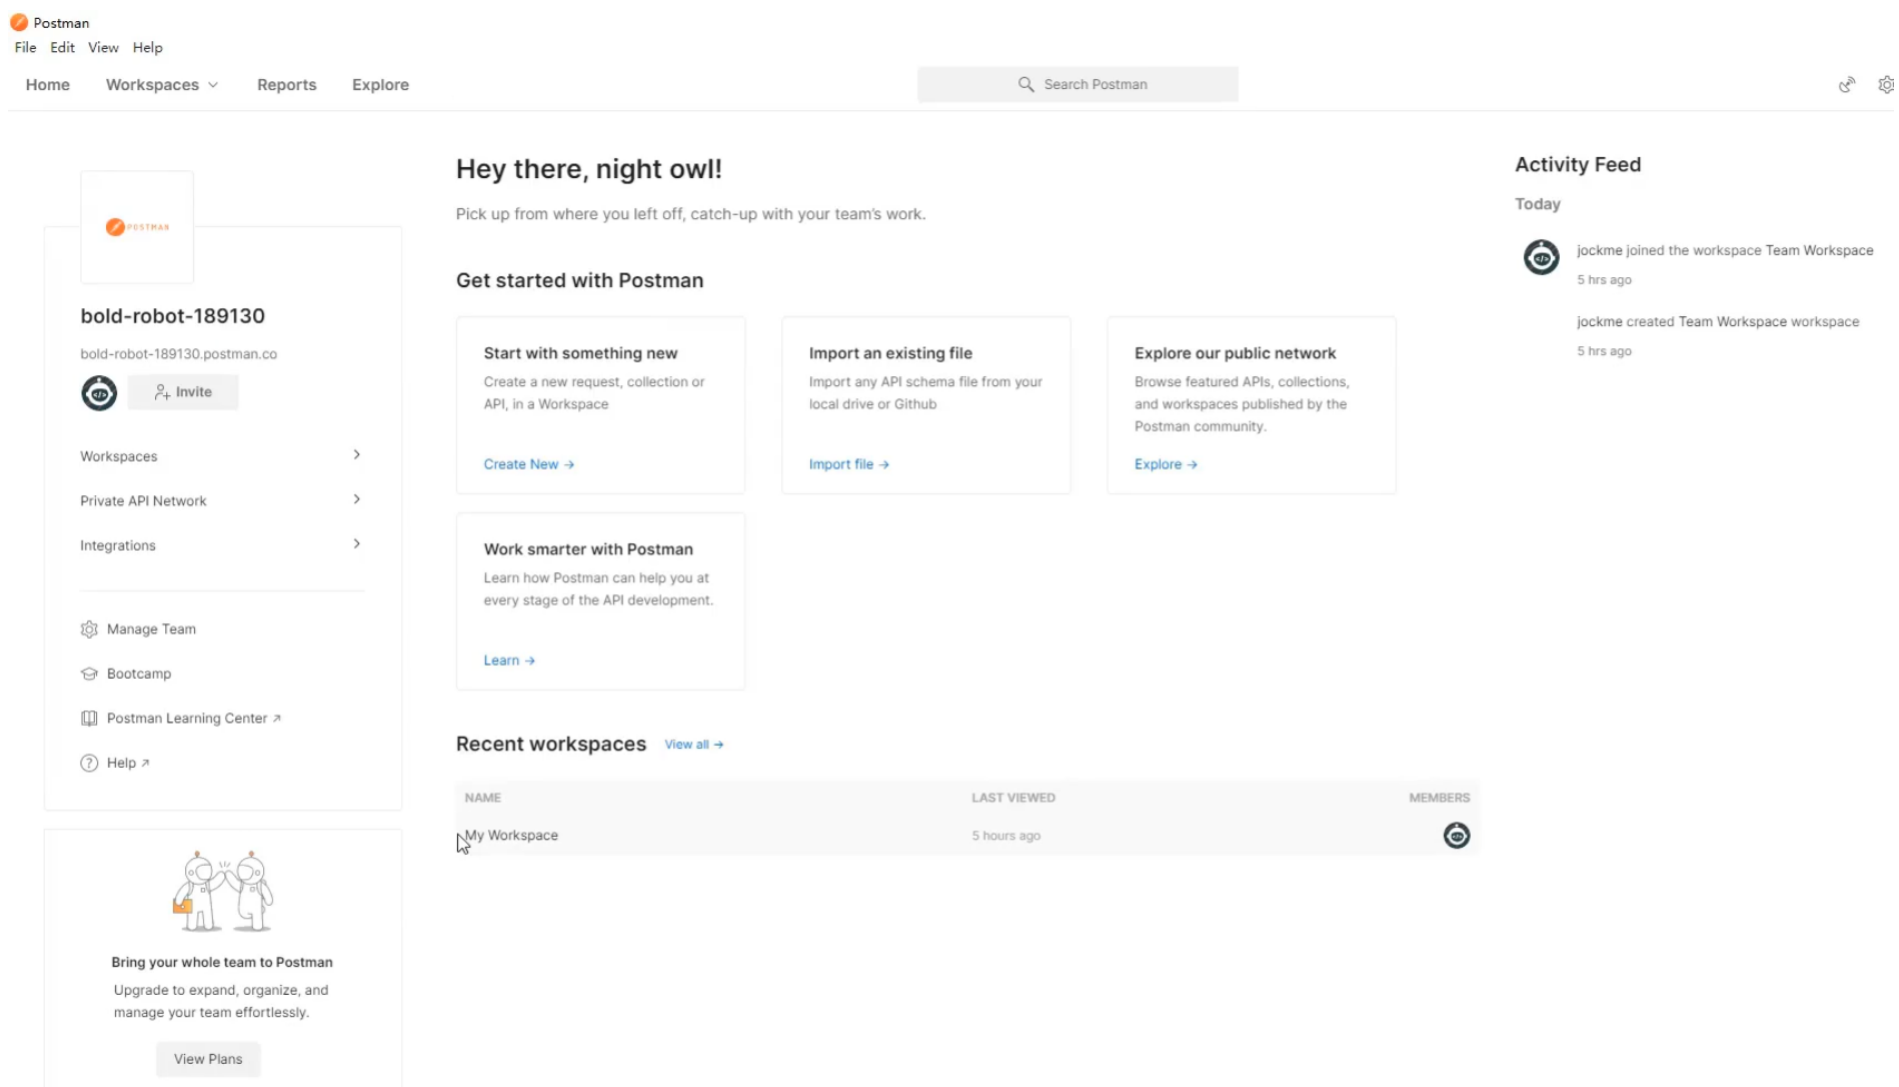 Postman
File Edit View Help
Home Workspaces Reports Explore
Search Postman
POSTMAN
bold-robot-189130
bold-robot-189130.postman.co
Invite
Workspaces
Private API Network
Integrations
Manage Team
Bootcamp
Postman Learning Center
Help
Bring your whole team to Postman
Upgrade to expand, organize, and
manage your team effortlessly.
View Plans
Hey there, night owl!
Pick up from where you left off, catch-up with your team's work.
Get started with Postman
Start with something new
Create a new request, collection or
API, in a Workspace
Create New →
Import an existing file
Import any API schema file from your
local drive or Github
Import file →
Explore our public network
Browse featured APIs, collections,
and workspaces published by the
Postman community.
Explore →
Work smarter with Postman
Learn how Postman can help you at
every stage of the API development.
Learn →
Recent workspaces View all →
NAME LAST VIEWED MEMBERS
My Workspace 5 hours ago
Activity Feed
Today
jockme joined the workspace Team Workspace
5 hrs ago
jockme created Team Workspace workspace
5 hrs ago